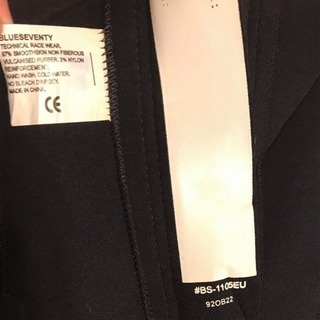 BLUESEVENTY
TECHNICAL RACE WEAR.
97% SMOOTHSKIN NON FIBEROUS
VULCANISED RUBBER, 3% NYLON
REINFORCEMENT.
HAND WASH, COLD WATER.
NO BLEACH DRIP DRY.
MADE IN CHINA.
CE
#BS-1105EU
92OB22